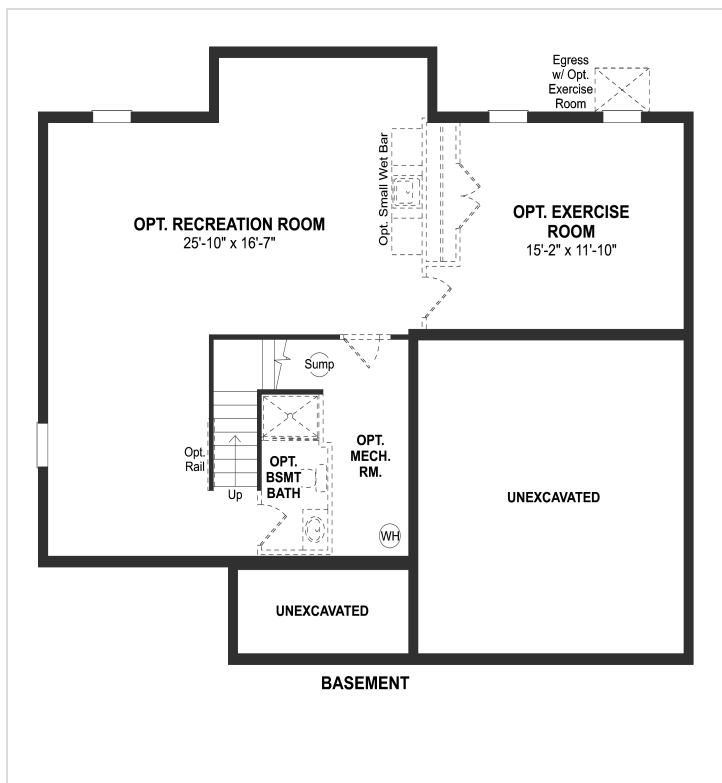 Egress
w/ Opt.
Exercise
Room
Opt. Small Wet Bar
OPT. RECREATION ROOM
25'-10" x 16'-7"
OPT. EXERCISE
ROOM
15'-2" x 11'-10"
Sump
Opt.
Rail
Up
OPT.
BSMT
BATH
OPT.
MECH.
RM.
WH
UNEXCAVATED
UNEXCAVATED
BASEMENT